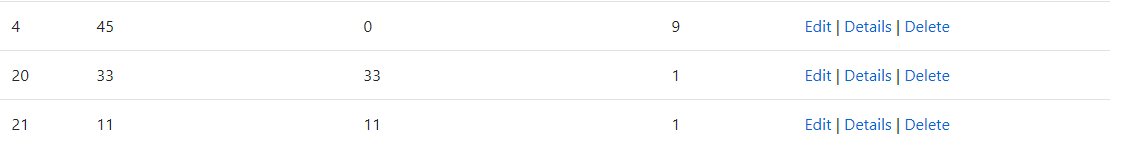 4 45 0 9 Edit | Details | Delete
20 33 33 1 Edit | Details | Delete
21 11 11 1 Edit | Details | Delete